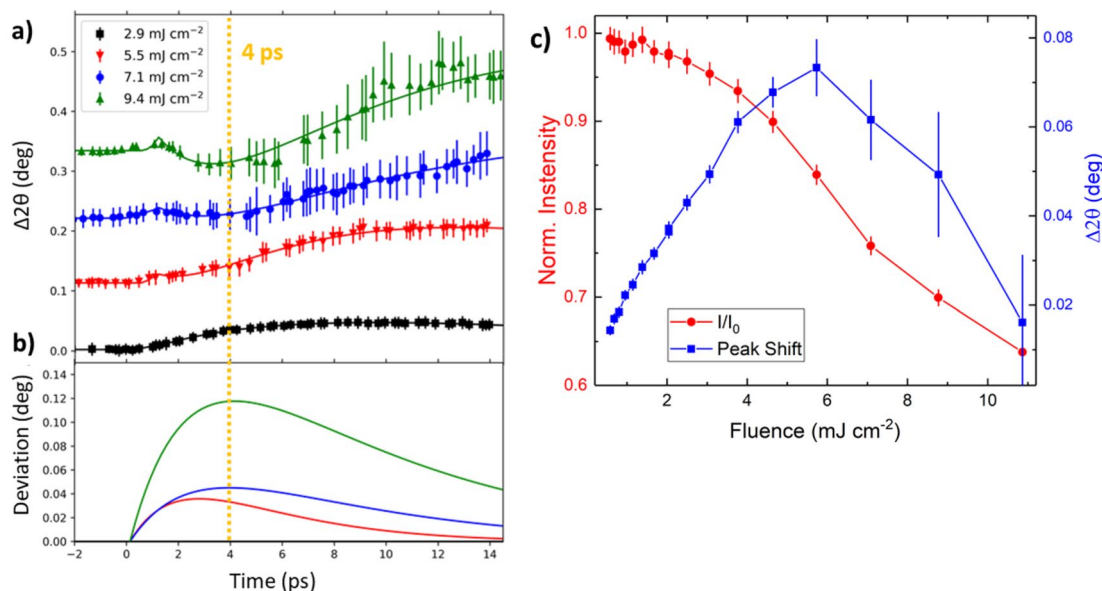 a)
2.9 mJ cm⁻²
5.5 mJ cm⁻²
7.1 mJ cm⁻²
9.4 mJ cm⁻²
4 ps
0.5
0.4
0.3
0.2
0.1
0.0
Δ2θ (deg)
b)
0.14
0.12
0.10
0.08
0.06
0.04
0.02
0.00
Deviation (deg)
−2 0 2 4 6 8 10 12 14
Time (ps)
c)
1.0
0.9
0.8
0.7
0.6
Norm. Instensity
I/I₀
Peak Shift
0.08
0.06
0.04
0.02
Δ2θ (deg)
2 4 6 8 10
Fluence (mJ cm⁻²)